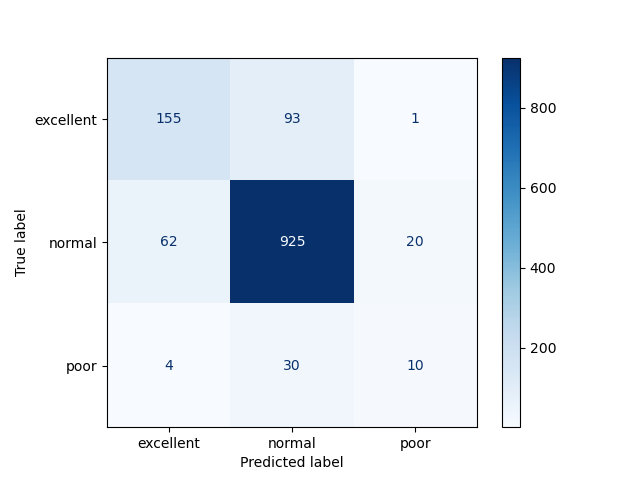 excellent 155 93 1
normal 62 925 20
poor 4 30 10
excellent normal poor
Predicted label
True label
800
600
400
200